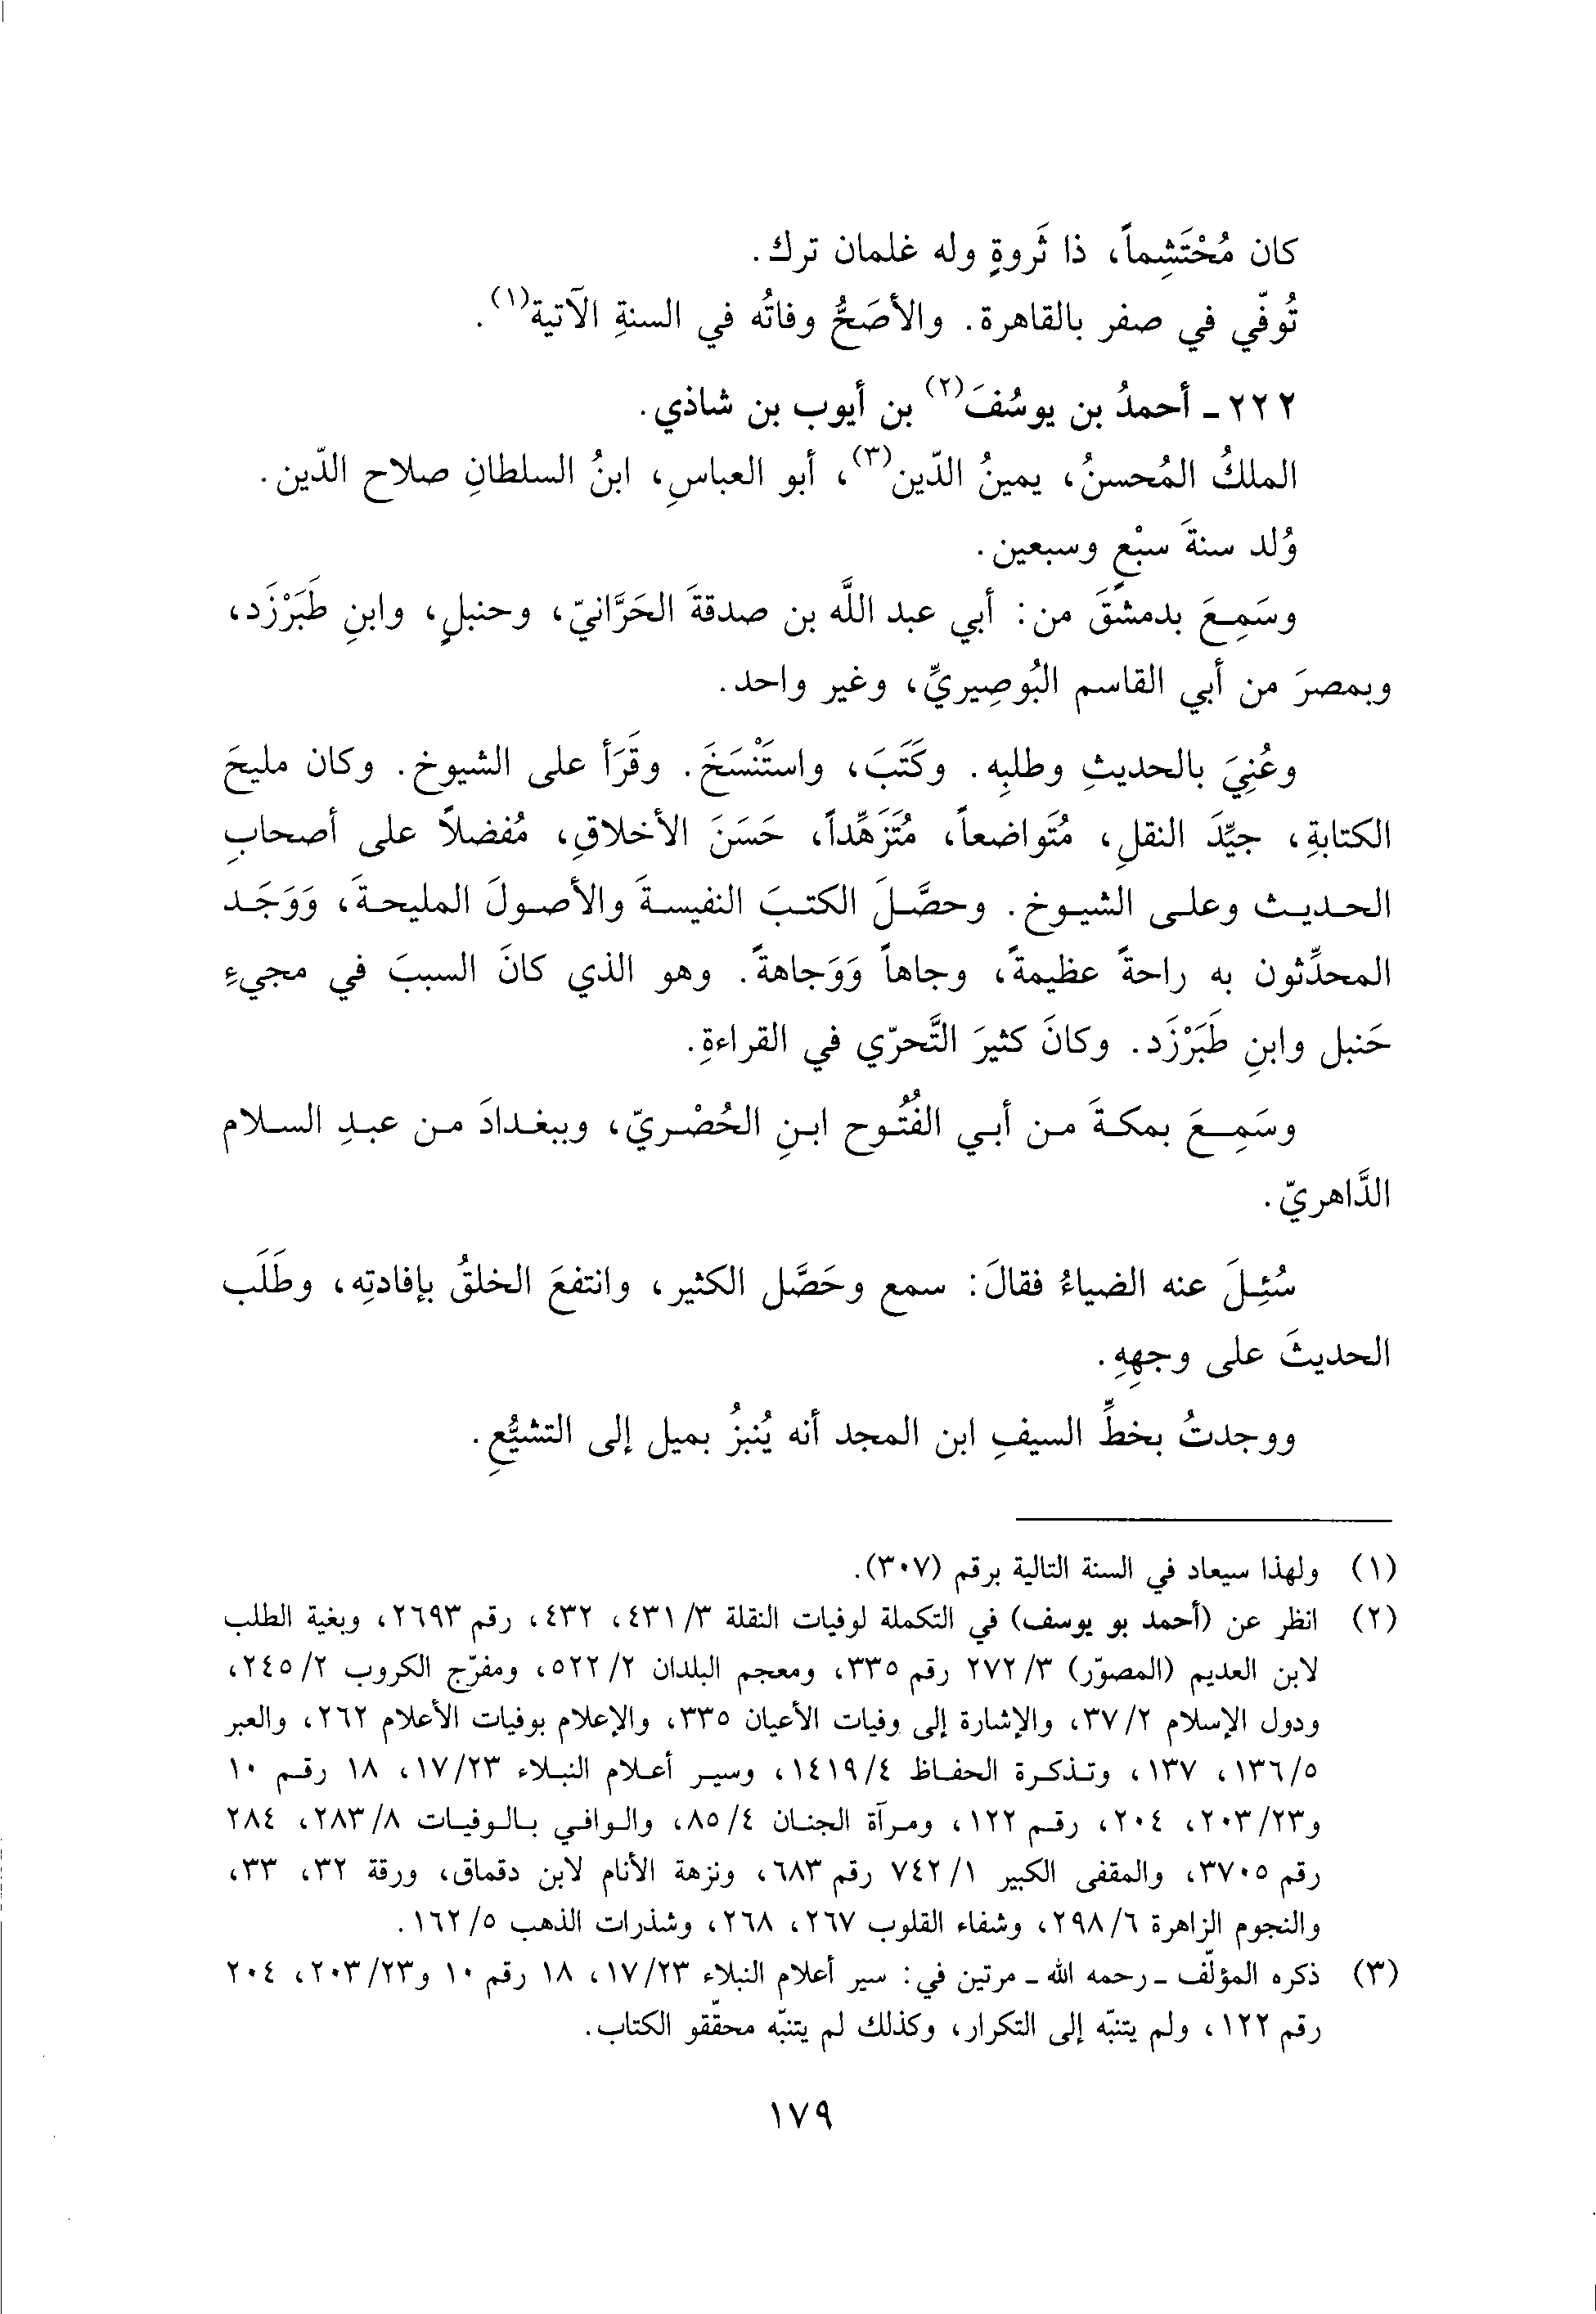 كان مُحْتَشِماً، ذا ثَروةٍ وله غلمان ترك.
تُوفّي في صفر بالقاهرة. والأصَحُّ وفاتُه في السنةِ الآتية(١).
٢٢٢ - أحمدُ بن يوسُفَ(٢) بن أيوب بن شاذي.
الملكُ المُحسنُ، يمينُ الدّين(٣)، أبو العباسِ، ابنُ السلطانِ صلاح الدّين.
وُلد سنةَ سبْعٍ وسبعين.
وسَمِعَ بدمشقَ من: أبي عبد اللَّه بن صدقةَ الحَرَّانيّ، وحنبلٍ، وابنِ طَبَرْزَد،
وبمصرَ من أبي القاسم البُوصِيريِّ، وغير واحد.
وعُنِيَ بالحديثِ وطلبِه. وكَتَبَ، واستَنْسَخَ. وقَرَأ على الشيوخ. وكان مليحَ
الكتابةِ، جيِّدَ النقلِ، مُتَواضعاً، مُتَزَهِّداً، حَسَنَ الأخلاقِ، مُفضلاً على أصحابِ
الحديث وعلى الشيوخ. وحصَّلَ الكتبَ النفيسةَ والأصولَ المليحةَ، وَوَجَد
المحدِّثون به راحةً عظيمةً، وجاهاً وَوَجاهةً. وهو الذي كانَ السببَ في مجيءِ
حَنبل وابنِ طَبَرْزَد. وكانَ كثيرَ التَّحرّي في القراءةِ.
وسَمِعَ بمكةَ من أبي الفُتُوح ابنِ الحُصْريّ، وببغدادَ من عبدِ السلام
الدَّاهريّ.
سُئِلَ عنه الضياءُ فقالَ: سمع وحَصَّل الكثير، وانتفعَ الخلقُ بإفادتِه، وطَلَب
الحديثَ على وجهِهِ.
ووجدتُ بخطِّ السيفِ ابن المجد أنه يُنبزُ بميل إلى التشيُّعِ.
(١) ولهذا سيعاد في السنة التالية برقم (٣٠٧).
(٢) انظر عن (أحمد بو يوسف) في التكملة لوفيات النقلة ٣/ ٤٣١، ٤٣٢، رقم ٢٦٩٣، وبغية الطلب
لابن العديم (المصوّر) ٣/ ٢٧٢ رقم ٣٣٥، ومعجم البلدان ٢/ ٥٢٢، ومفرّج الكروب ٢/ ٢٤٥،
ودول الإسلام ٢/ ٣٧، والإشارة إلى وفيات الأعيان ٣٣٥، والإعلام بوفيات الأعلام ٢٦٢، والعبر
٥/ ١٣٦، ١٣٧، وتذكرة الحفاظ ٤/ ١٤١٩، وسير أعلام النبلاء ٢٣/ ١٧، ١٨ رقم ١٠
و٢٣/ ٢٠٣، ٢٠٤، رقم ١٢٢، ومرآة الجنان ٤/ ٨٥، والوافي بالوفيات ٨/ ٢٨٣، ٢٨٤
رقم ٣٧٠٥، والمقفى الكبير ١/ ٧٤٢ رقم ٦٨٣، ونزهة الأنام لابن دقماق، ورقة ٣٢، ٣٣،
والنجوم الزاهرة ٦/ ٢٩٨، وشفاء القلوب ٢٦٧، ٢٦٨، وشذرات الذهب ٥/ ١٦٢.
(٣) ذكره المؤلّف - رحمه الله - مرتين في: سير أعلام النبلاء ٢٣/ ١٧، ١٨ رقم ١٠ و٢٣/ ٢٠٣، ٢٠٤
رقم ١٢٢، ولم يتنبّه إلى التكرار، وكذلك لم يتنبّه محقّقو الكتاب.
١٧٩